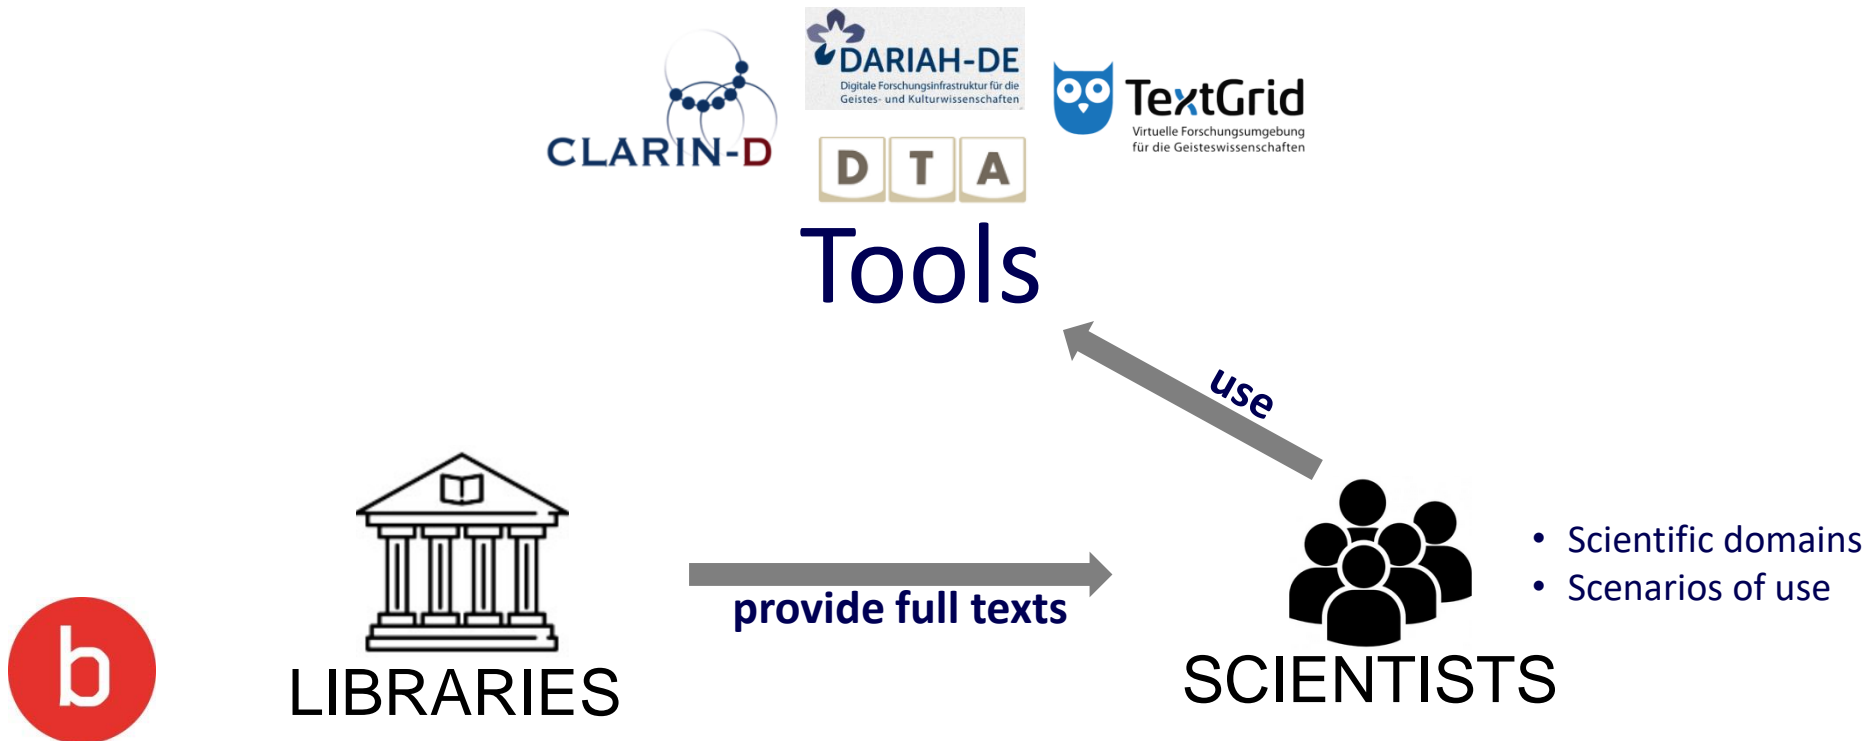 DARIAH-DE
Digitale Forschungsinfrastruktur für die
Geistes- und Kulturwissenschaften
CLARIN-D
TextGrid
Virtuelle Forschungsumgebung
für die Geisteswissenschaften
D T A
Tools
use
provide full texts
LIBRARIES
SCIENTISTS
• Scientific domains
• Scenarios of use
b